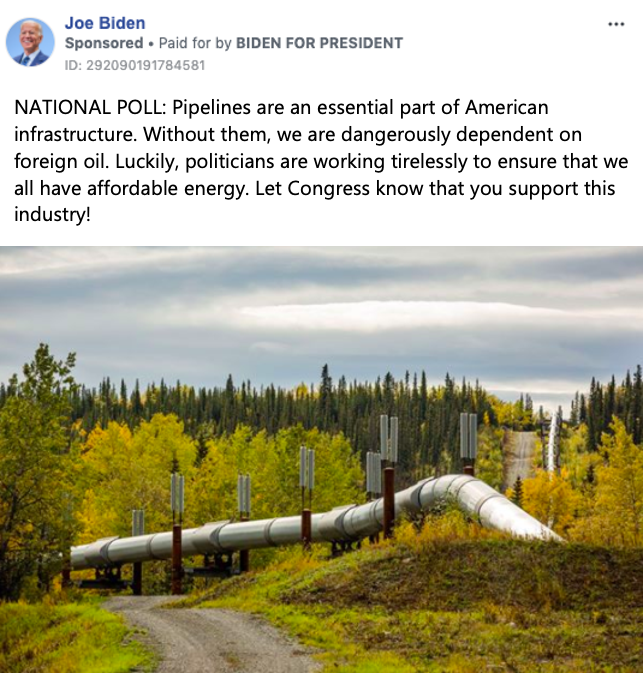 Joe Biden
Sponsored • Paid for by BIDEN FOR PRESIDENT
ID: 292090191784581
NATIONAL POLL: Pipelines are an essential part of American
infrastructure. Without them, we are dangerously dependent on
foreign oil. Luckily, politicians are working tirelessly to ensure that we
all have affordable energy. Let Congress know that you support this
industry!